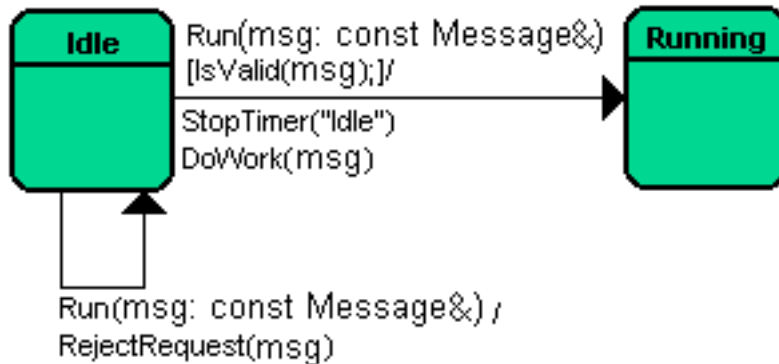 Idle
Run(msg: const Message&)
[IsValid(msg);]/
StopTimer("Idle")
DoWork(msg)
Running
Run(msg: const Message&) /
RejectRequest(msg)